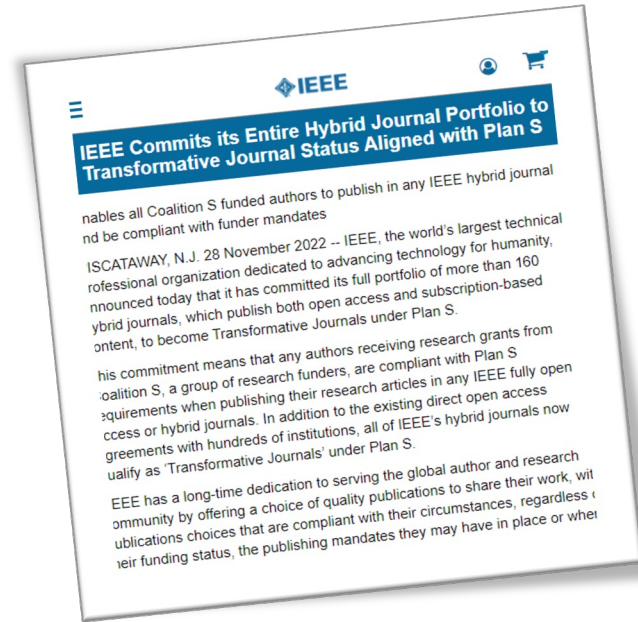 IEEE
IEEE Commits its Entire Hybrid Journal Portfolio to
Transformative Journal Status Aligned with Plan S
nables all Coalition S funded authors to publish in any IEEE hybrid journal
nd be compliant with funder mandates
ISCATAWAY, N.J. 28 November 2022 -- IEEE, the world's largest technical
rofessional organization dedicated to advancing technology for humanity,
nnounced today that it has committed its full portfolio of more than 160
ybrid journals, which publish both open access and subscription-based
ontent, to become Transformative Journals under Plan S.
his commitment means that any authors receiving research grants from
oalition S, a group of research funders, are compliant with Plan S
equirements when publishing their research articles in any IEEE fully open
ccess or hybrid journals. In addition to the existing direct open access
greements with hundreds of institutions, all of IEEE's hybrid journals now
ualify as 'Transformative Journals' under Plan S.
EEE has a long-time dedication to serving the global author and research
ommunity by offering a choice of quality publications to share their work, wit
ublications choices that are compliant with their circumstances, regardless
eir funding status, the publishing mandates they may have in place or wher